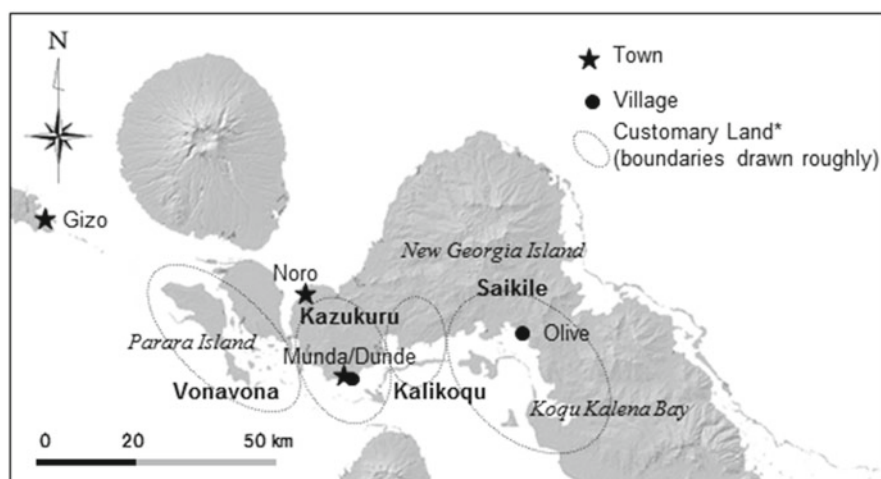 N
Town
Village
Customary Land*
(boundaries drawn roughly)
Gizo
New Georgia Island
Noro
Saikile
Kazukuru
Olive
Parara Island
Munda/Dunde
Vonavona
Kalikoqu
Koqu Kalena Bay
0 20 50 km